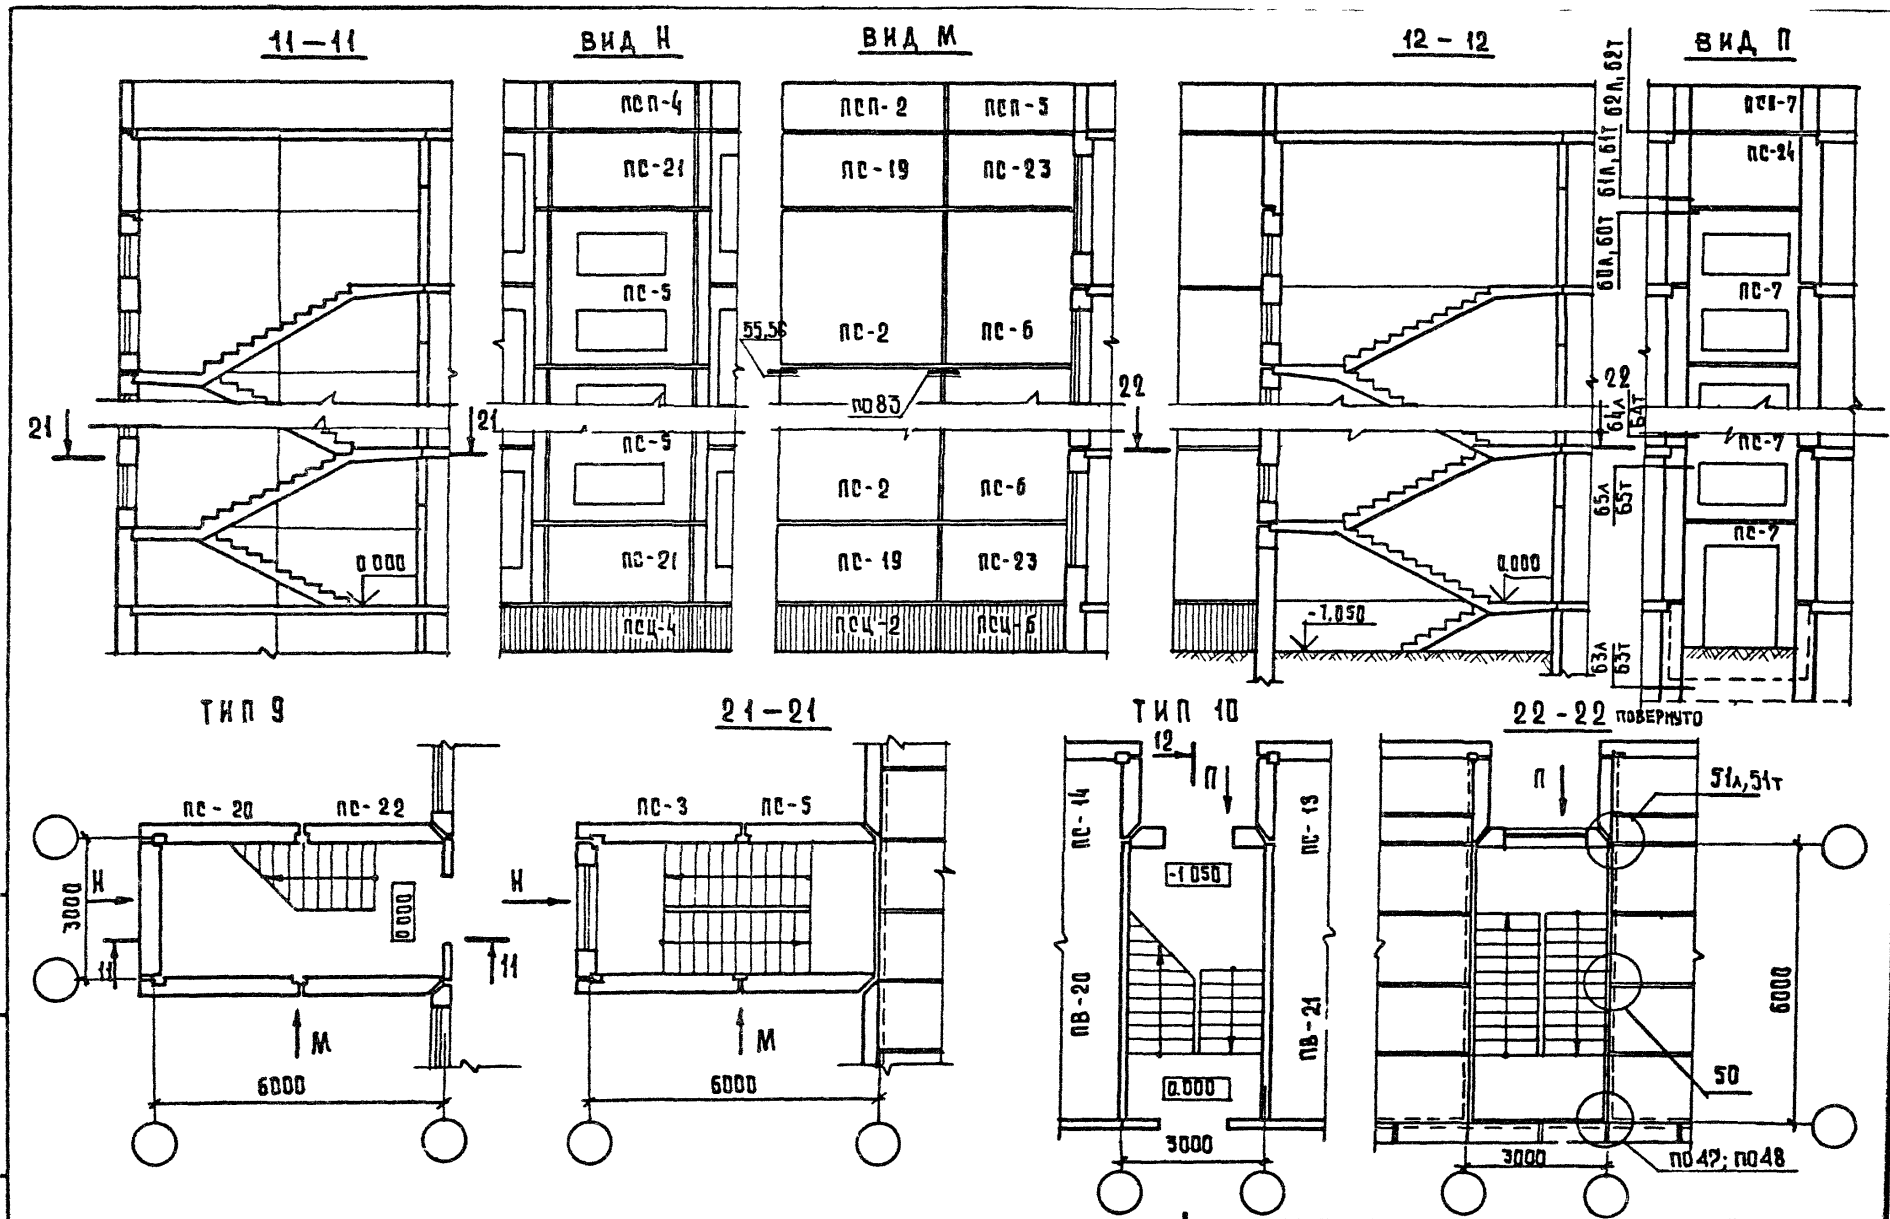 11-11
ВИД Н
ВИД М
12-12
ВИД П
ПСП-4
ПС-21
ПС-5
ПС-5
ПС-21
ПСЦ-4
ПСП-2
ПСП-5
ПС-19
ПС-23
ПС-2
ПС-6
55,56
ПО83
ПС-2
ПС-6
ПС-19
ПС-23
ПСЦ-2
ПСЦ-6
21
21
0.000
22
22
0.000
-1,050
62Л, 62Т
61Л, 61Т
60Л, 60Т
64Л
64Т
65Л
65Т
63Л
63Т
ПСП-7
ПС-24
ПС-7
ПС-7
ПС-7
ТИП 9
21-21
ТИП 10
22-22 ПОВЕРНУТО
ПС-20
ПС-22
Н
3000
11
11
0.000
М
6000
ПС-3
ПС-5
Н
М
6000
12
П
ПС-14
ПС-13
-1.050
ПВ-20
ПВ-21
0.000
3000
П
51Л, 51Т
6000
50
3000
ПО47; ПО48